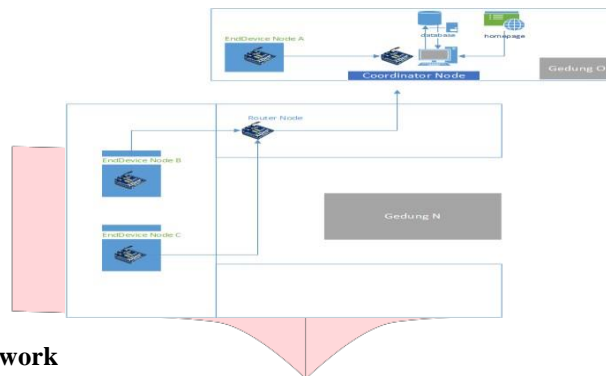 EndDevice Node A
database
homepage
Coordinator Node
Gedung O
Router Node
EndDevice Node B
Gedung N
EndDevice Node C
work